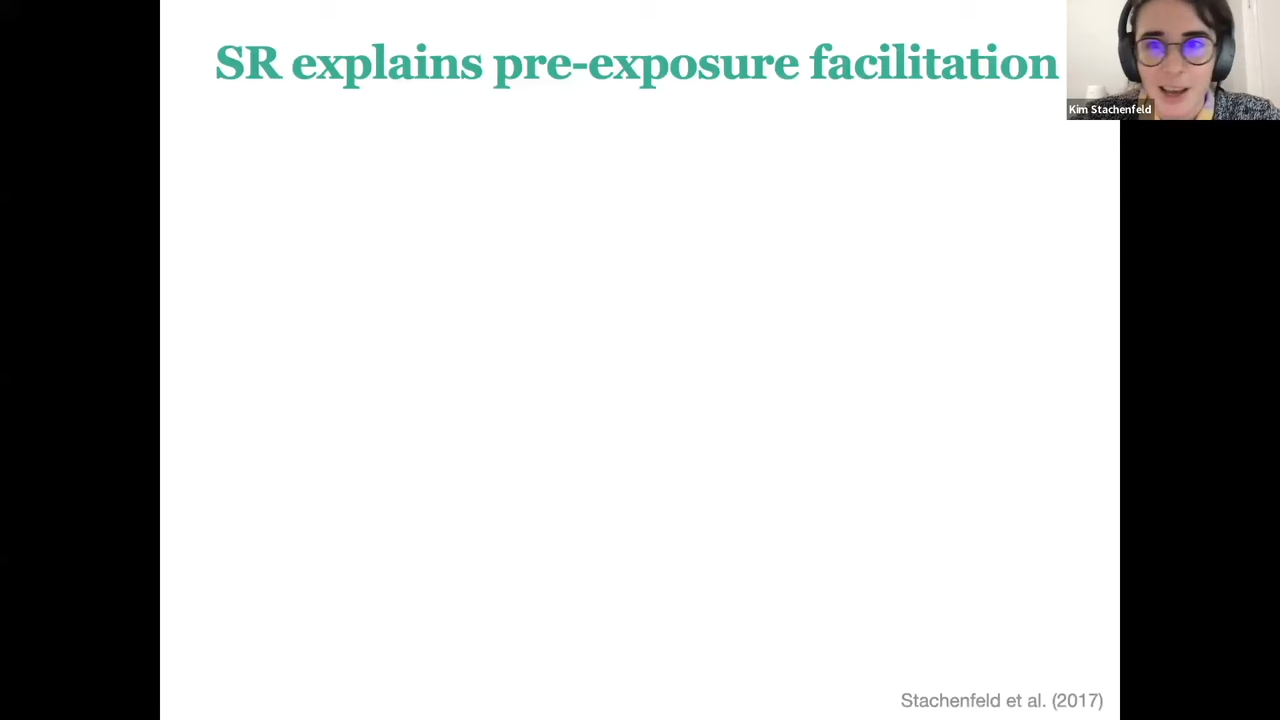 SR explains pre-exposure facilitation
Kim Stachenfeld
Stachenfeld et al. (2017)